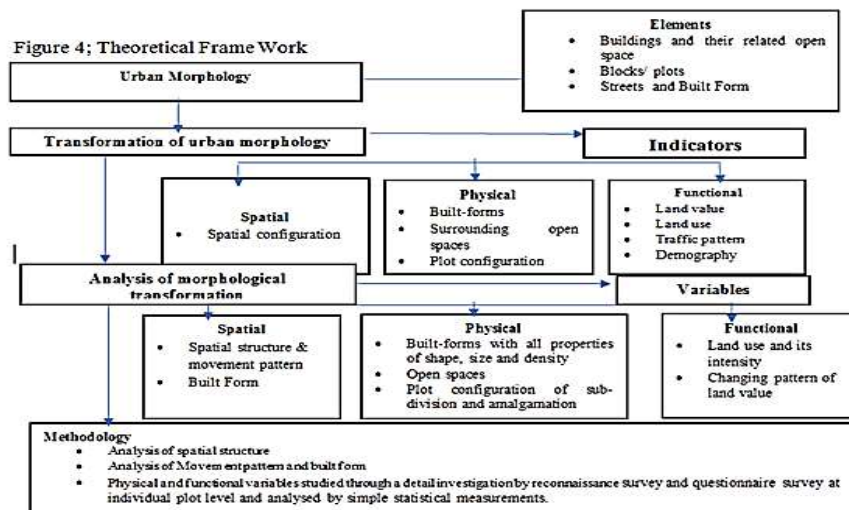 Elements
• Buildings and their related open
space
• Blocks/ plots
• Streets and Built Form
Figure 4; Theoretical Frame Work
Urban Morphology
Transformation of urban morphology
Indicators
Spatial
• Spatial configuration
Physical
• Built-forms
• Surrounding open
spaces
• Plot configuration
Functional
• Land value
• Land use
• Traffic pattern
• Demography
Analysis of morphological
transformation
Variables
Spatial
• Spatial structure &
movement pattern
• Built Form
Physical
• Built-forms with all properties
of shape, size and density
• Open spaces
• Plot configuration of sub-
division and amalgamation
Functional
• Land use and its
intensity
• Changing pattern of
land value
Methodology
• Analysis of spatial structure
• Analysis of Movement pattern and built form
• Physical and functional variables studied through a detail investigation by reconnaissance survey and questionnaire survey at
individual plot level and analysed by simple statistical measurements.